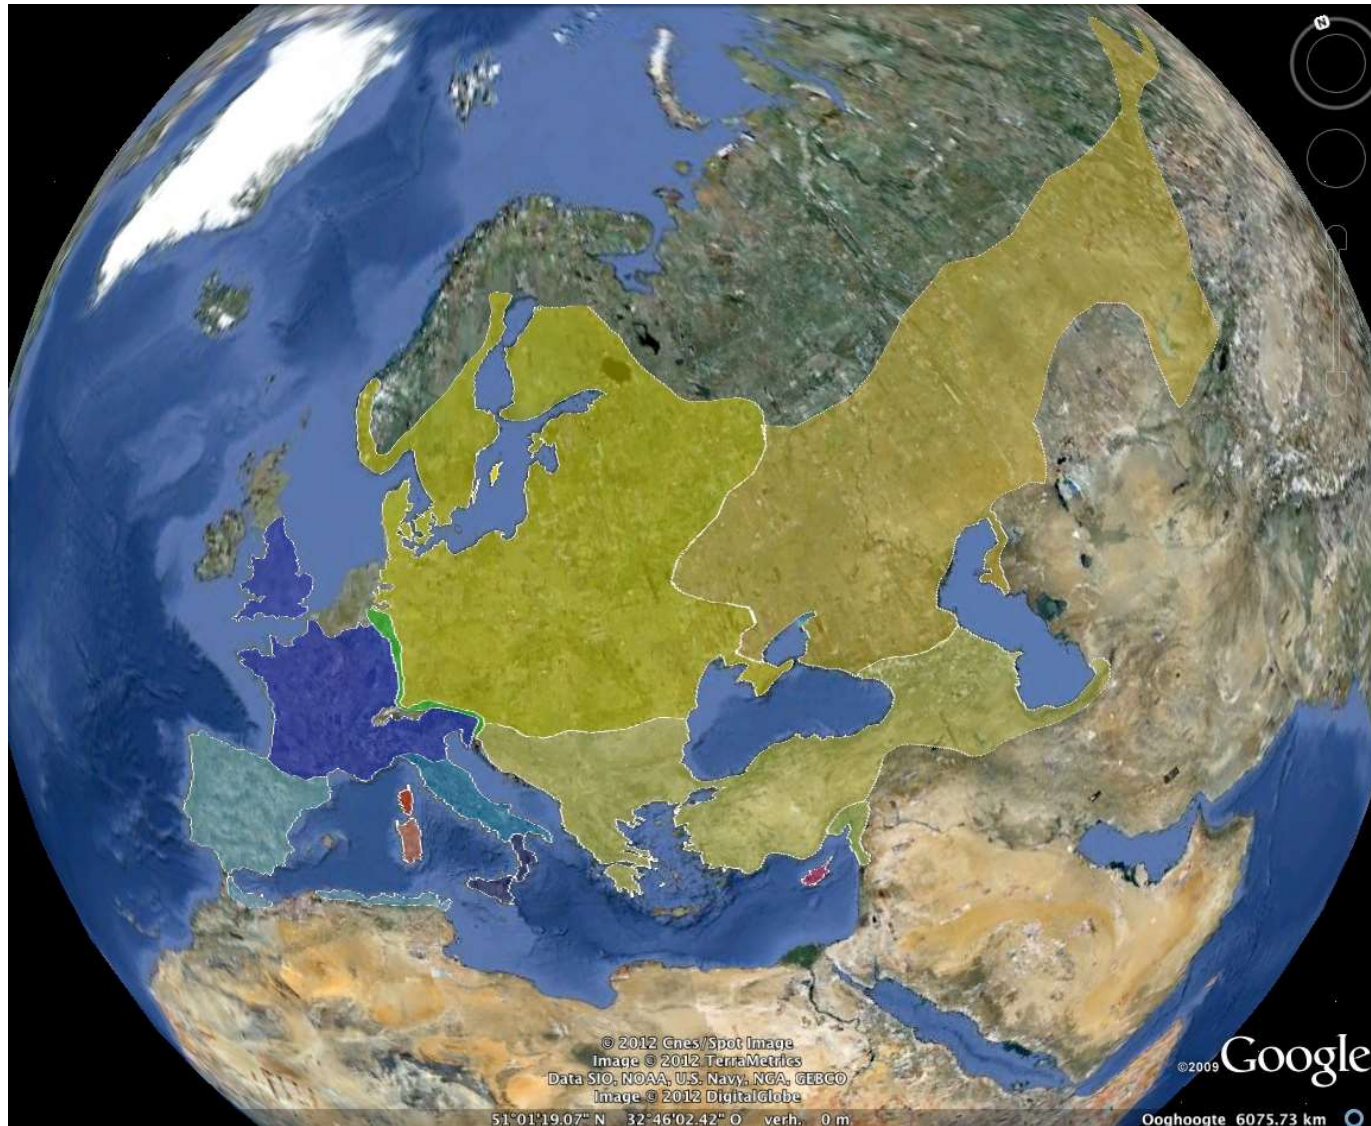 N
© 2012 Cnes/Spot Image
Image © 2012 TerraMetrics
Data SIO, NOAA, U.S. Navy, NGA, GEBCO
Image © 2012 DigitalGlobe
©2009 Google
51°01'19.07" N 32°46'02.42" O verh. 0 m
Ooghoogte 6075.73 km